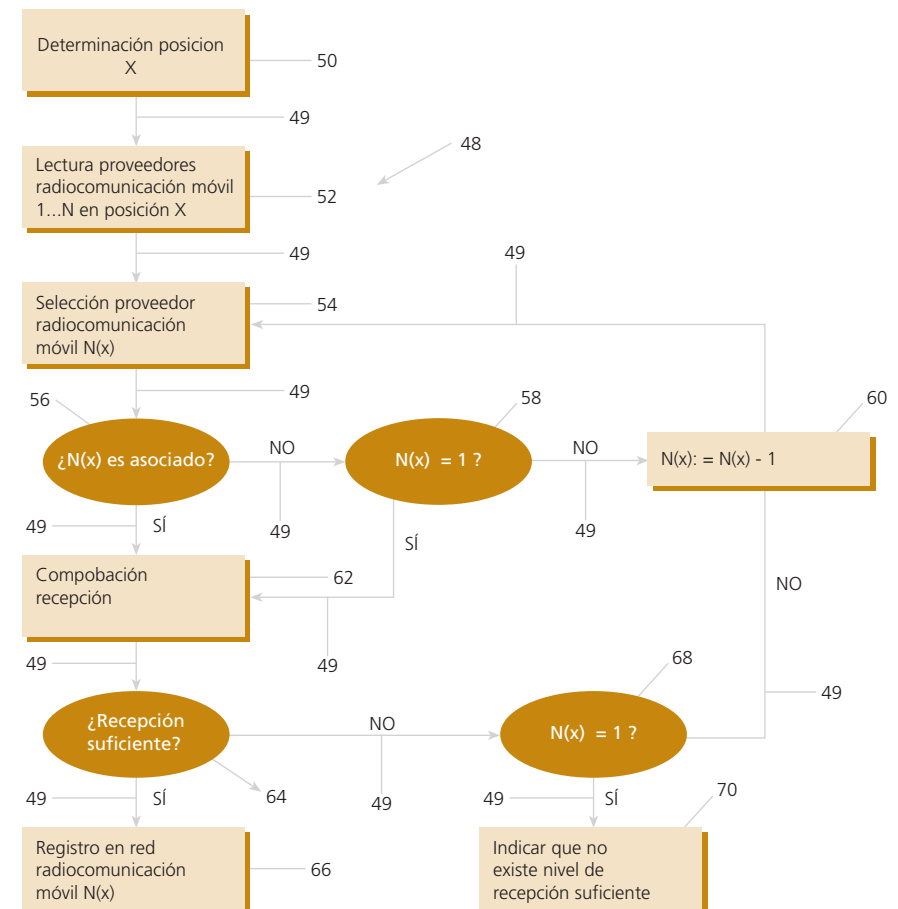 Determinación posicion
X
50
49
48
Lectura proveedores
radiocomunicación móvil
1...N en posición X
52
49
49
Selección proveedor
radiocomunicación
móvil N(x)
54
49
56
58
60
¿N(x) es asociado?
NO
N(x) = 1 ?
NO
N(x): = N(x) - 1
49
SÍ
49
49
SÍ
Compobación
recepción
62
NO
49
49
68
49
¿Recepción
suficiente?
NO
N(x) = 1 ?
49
SÍ
64
49
49
SÍ
70
Registro en red
radiocomunicación
móvil N(x)
66
Indicar que no
existe nivel de
recepción suficiente